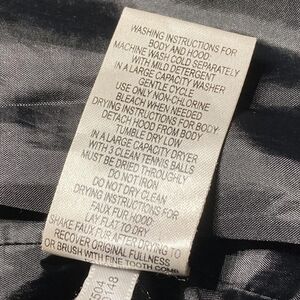 WASHING INSTRUCTIONS FOR
BODY AND HOOD
MACHINE WASH COLD SEPARATELY
WITH MILD DETERGENT
IN A LARGE CAPACITY WASHER
GENTLE CYCLE
USE ONLY NON-CHLORINE
BLEACH WHEN NEEDED
DRYING INSTRUCTIONS FOR BODY
DETACH HOOD FROM BODY
TUMBLE DRY LOW
IN A LARGE CAPACITY DRYER
WITH 3 CLEAN TENNIS BALLS
MUST BE DRIED THROUGHLY
DO NOT IRON
DO NOT DRY CLEAN
DRYING INSTRUCTIONS FOR
FAUX FUR HOOD:
LAY FLAT TO DRY
SHAKE FAUX FUR AFTER DRYING TO
RECOVER ORIGINAL FULLNESS
OR BRUSH WITH FINE TOOTH COMB